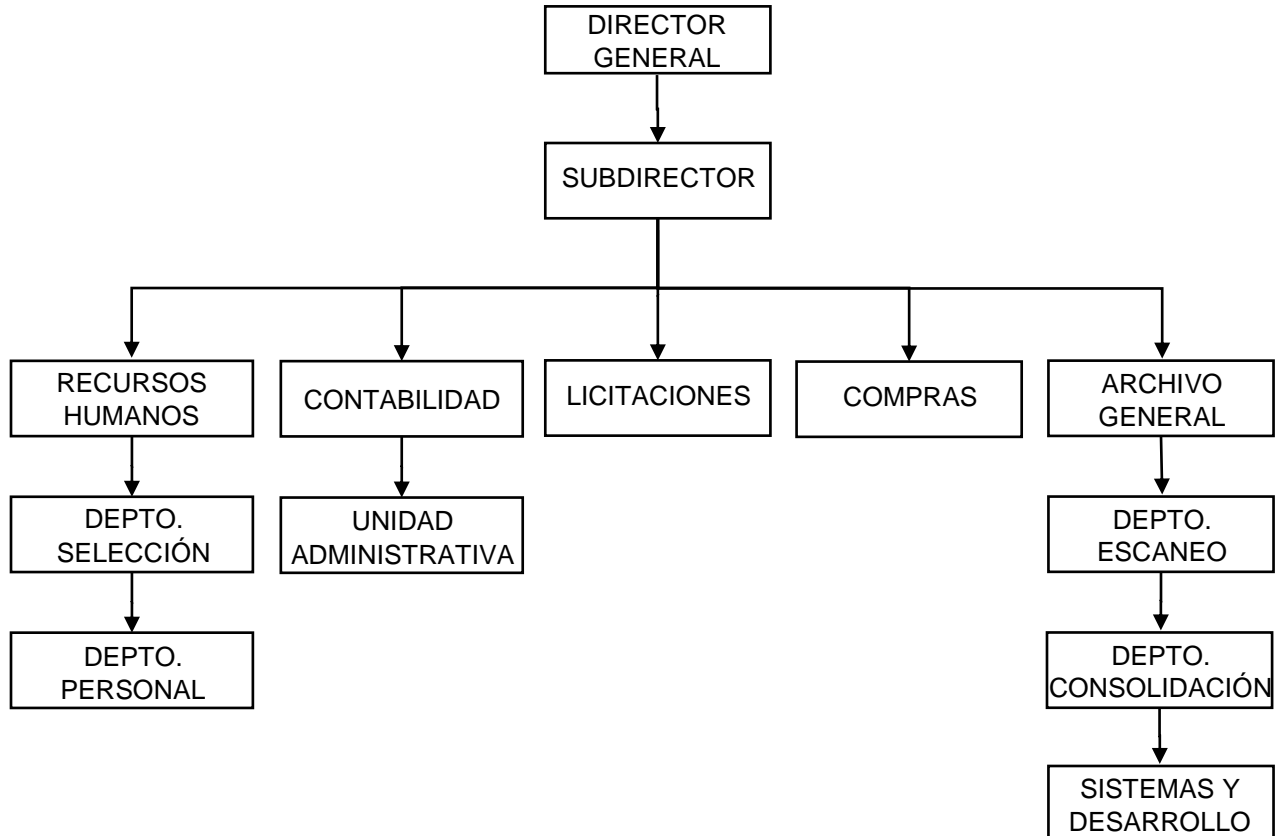 DIRECTOR
GENERAL
SUBDIRECTOR
RECURSOS
HUMANOS
CONTABILIDAD
LICITACIONES
COMPRAS
ARCHIVO
GENERAL
DEPTO.
SELECCIÓN
UNIDAD
ADMINISTRATIVA
DEPTO.
ESCANEO
DEPTO.
PERSONAL
DEPTO.
CONSOLIDACIÓN
SISTEMAS Y
DESARROLLO